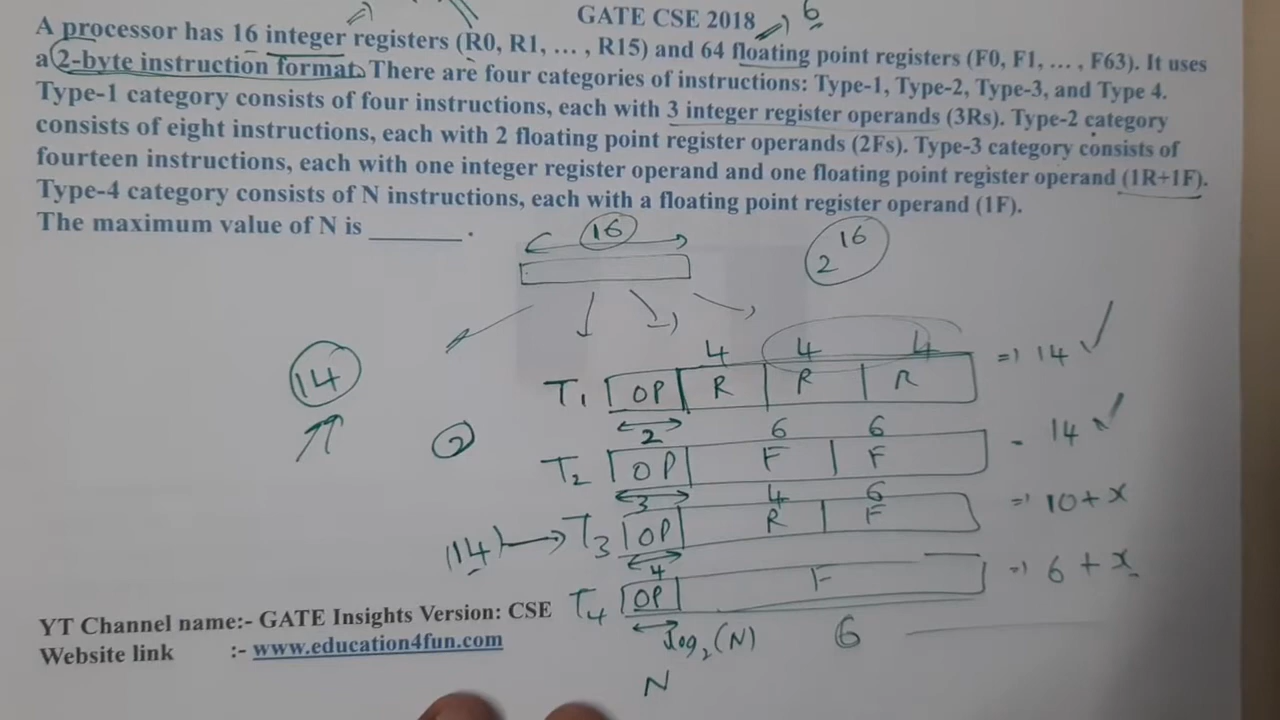 GATE CSE 2018
6
A processor has 16 integer registers (R0, R1, … , R15) and 64 floating point registers (F0, F1, … , F63). It uses
a 2-byte instruction format. There are four categories of instructions: Type-1, Type-2, Type-3, and Type 4.
Type-1 category consists of four instructions, each with 3 integer register operands (3Rs). Type-2 category
consists of eight instructions, each with 2 floating point register operands (2Fs). Type-3 category consists of
fourteen instructions, each with one integer register operand and one floating point register operand (1R+1F).
Type-4 category consists of N instructions, each with a floating point register operand (1F).
The maximum value of N is ________ .
16
2^16
4 4 4
14
T1 OP R R R => 14 ✓
2 6 6
2
T2 OP F F - 14 ✓
3 4 6
(14) → T3 OP R F => 10 + x
4
T4 OP F => 6 + x
log2(N) 6
N
YT Channel name:- GATE Insights Version: CSE
Website link :- www.education4fun.com